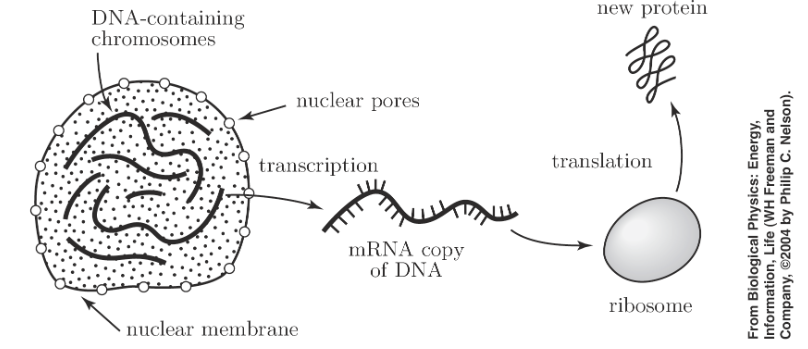 DNA-containing
chromosomes
nuclear pores
transcription
mRNA copy
of DNA
nuclear membrane
new protein
translation
ribosome
From Biological Physics: Energy,
Information, Life (WH Freeman and
Company, ©2004 by Philip C. Nelson).